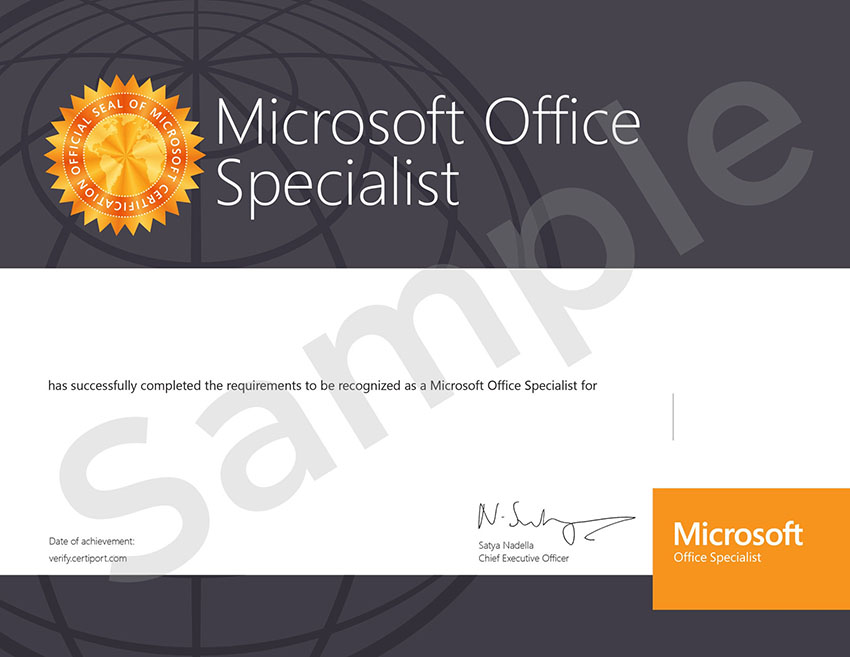 OFFICIAL SEAL OF MICROSOFT CERTIFICATION
Microsoft Office
Specialist
Sample
has successfully completed the requirements to be recognized as a Microsoft Office Specialist for
Date of achievement:
verify.certiport.com
Satya Nadella
Chief Executive Officer
Microsoft
Office Specialist